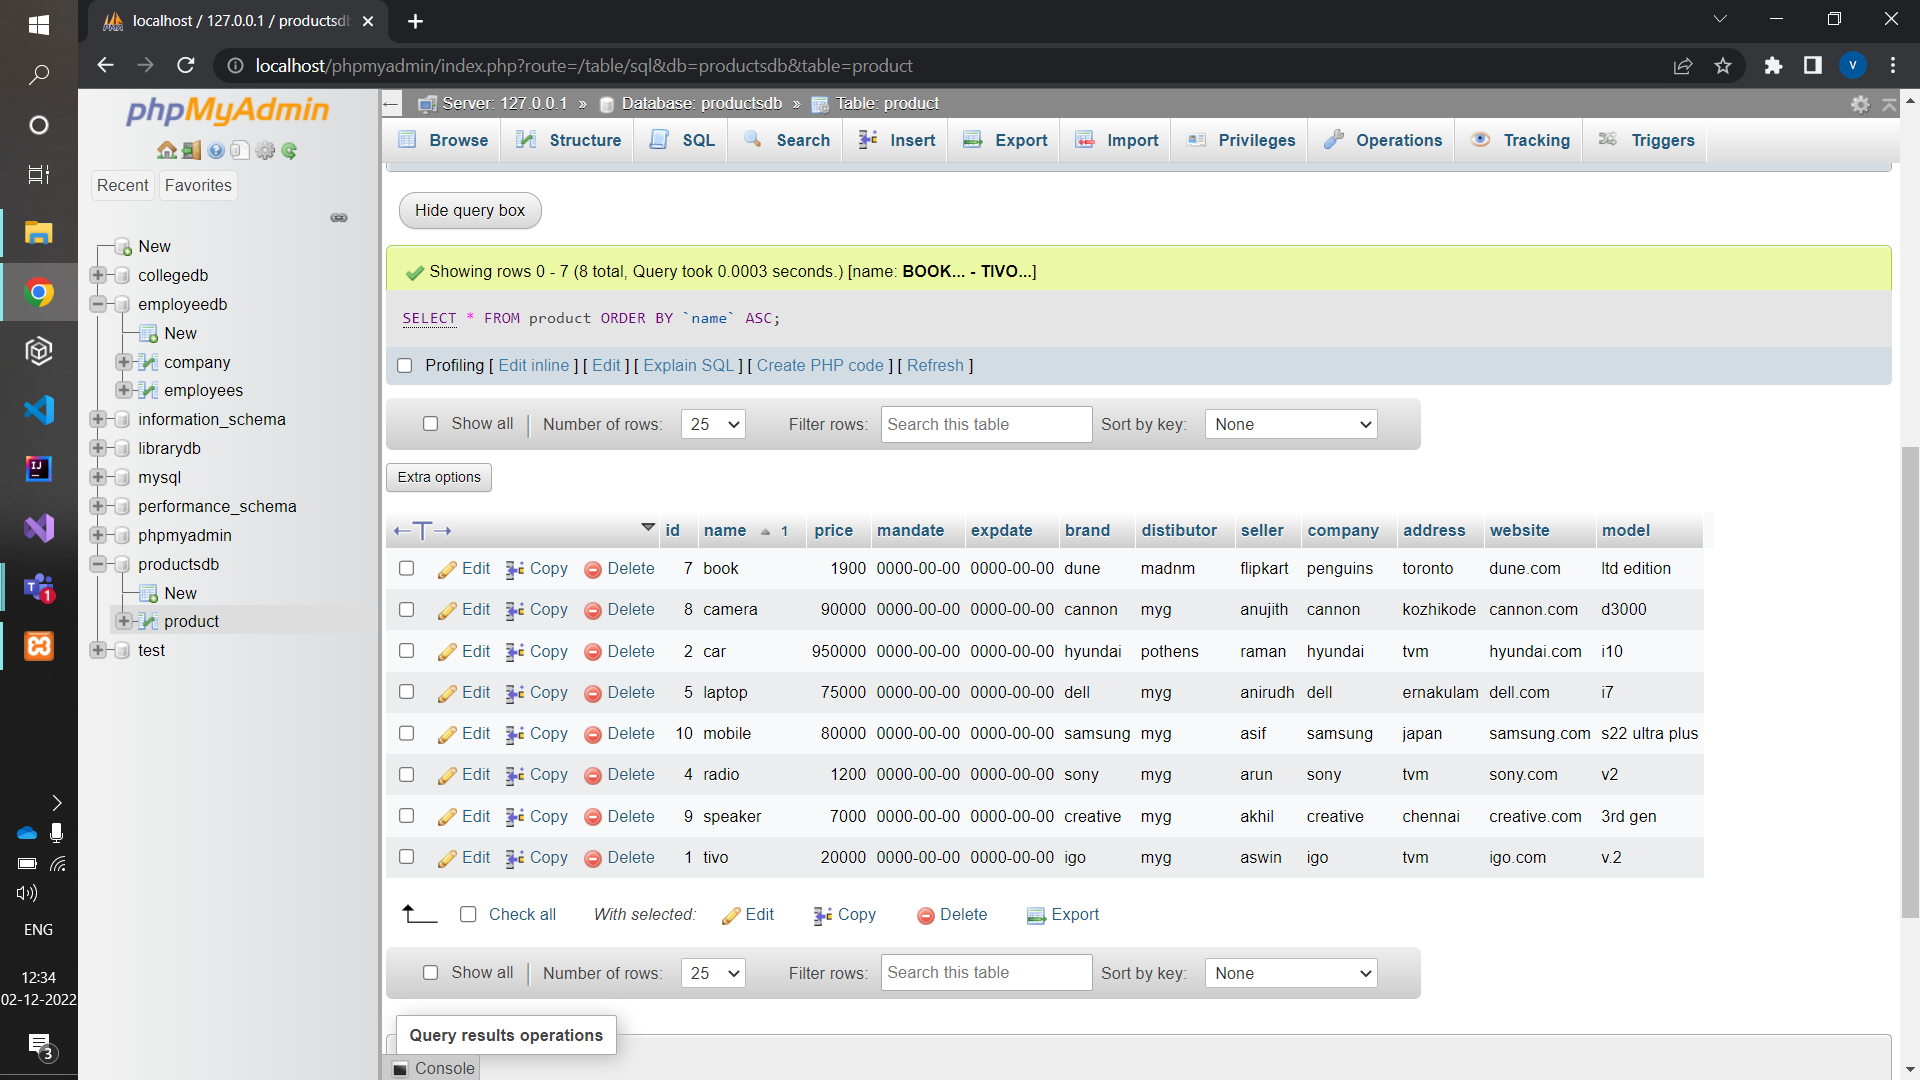 localhost / 127.0.0.1 / productsdb
localhost/phpmyadmin/index.php?route=/table/sql&db=productsdb&table=product
V
phpMyAdmin
Recent Favorites
New
collegedb
employeedb
New
company
employees
information_schema
librarydb
mysql
performance_schema
phpmyadmin
productsdb
New
product
test
Server: 127.0.0.1 » Database: productsdb » Table: product
Browse Structure SQL Search Insert Export Import Privileges Operations Tracking Triggers
Hide query box
Showing rows 0 - 7 (8 total, Query took 0.0003 seconds.) [name: BOOK... - TIVO...]
SELECT * FROM product ORDER BY `name` ASC;
Profiling [ Edit inline ] [ Edit ] [ Explain SQL ] [ Create PHP code ] [ Refresh ]
Show all Number of rows: 25 Filter rows: Search this table Sort by key: None
Extra options
←T→ id name 1 price mandate expdate brand distibutor seller company address website model
Edit Copy Delete 7 book 1900 0000-00-00 0000-00-00 dune madnm flipkart penguins toronto dune.com ltd edition
Edit Copy Delete 8 camera 90000 0000-00-00 0000-00-00 cannon myg anujith cannon kozhikode cannon.com d3000
Edit Copy Delete 2 car 950000 0000-00-00 0000-00-00 hyundai pothens raman hyundai tvm hyundai.com i10
Edit Copy Delete 5 laptop 75000 0000-00-00 0000-00-00 dell myg anirudh dell ernakulam dell.com i7
Edit Copy Delete 10 mobile 80000 0000-00-00 0000-00-00 samsung myg asif samsung japan samsung.com s22 ultra plus
Edit Copy Delete 4 radio 1200 0000-00-00 0000-00-00 sony myg arun sony tvm sony.com v2
Edit Copy Delete 9 speaker 7000 0000-00-00 0000-00-00 creative myg akhil creative chennai creative.com 3rd gen
Edit Copy Delete 1 tivo 20000 0000-00-00 0000-00-00 igo myg aswin igo tvm igo.com v.2
Check all With selected: Edit Copy Delete Export
Show all Number of rows: 25 Filter rows: Search this table Sort by key: None
Query results operations
Console
IJ
1
ENG
12:34
02-12-2022
3